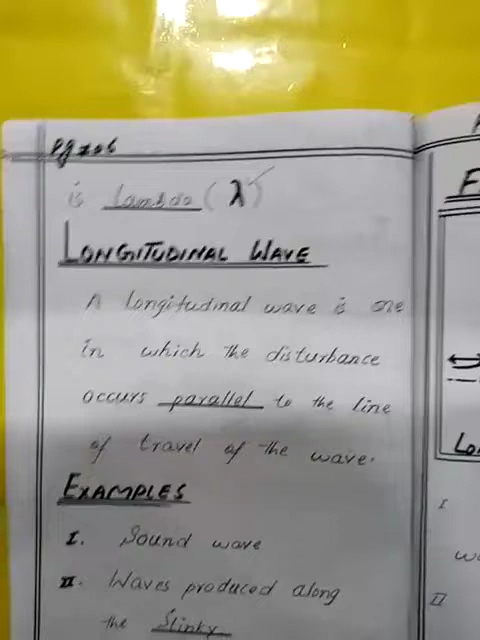 is Lambda (λ)
LONGITUDINAL WAVE
A longitudinal wave is one
in which the disturbance
occurs parallel to the line
of travel of the wave.
EXAMPLES
I. Sound wave
II. Waves produced along
the Slinky
I
II